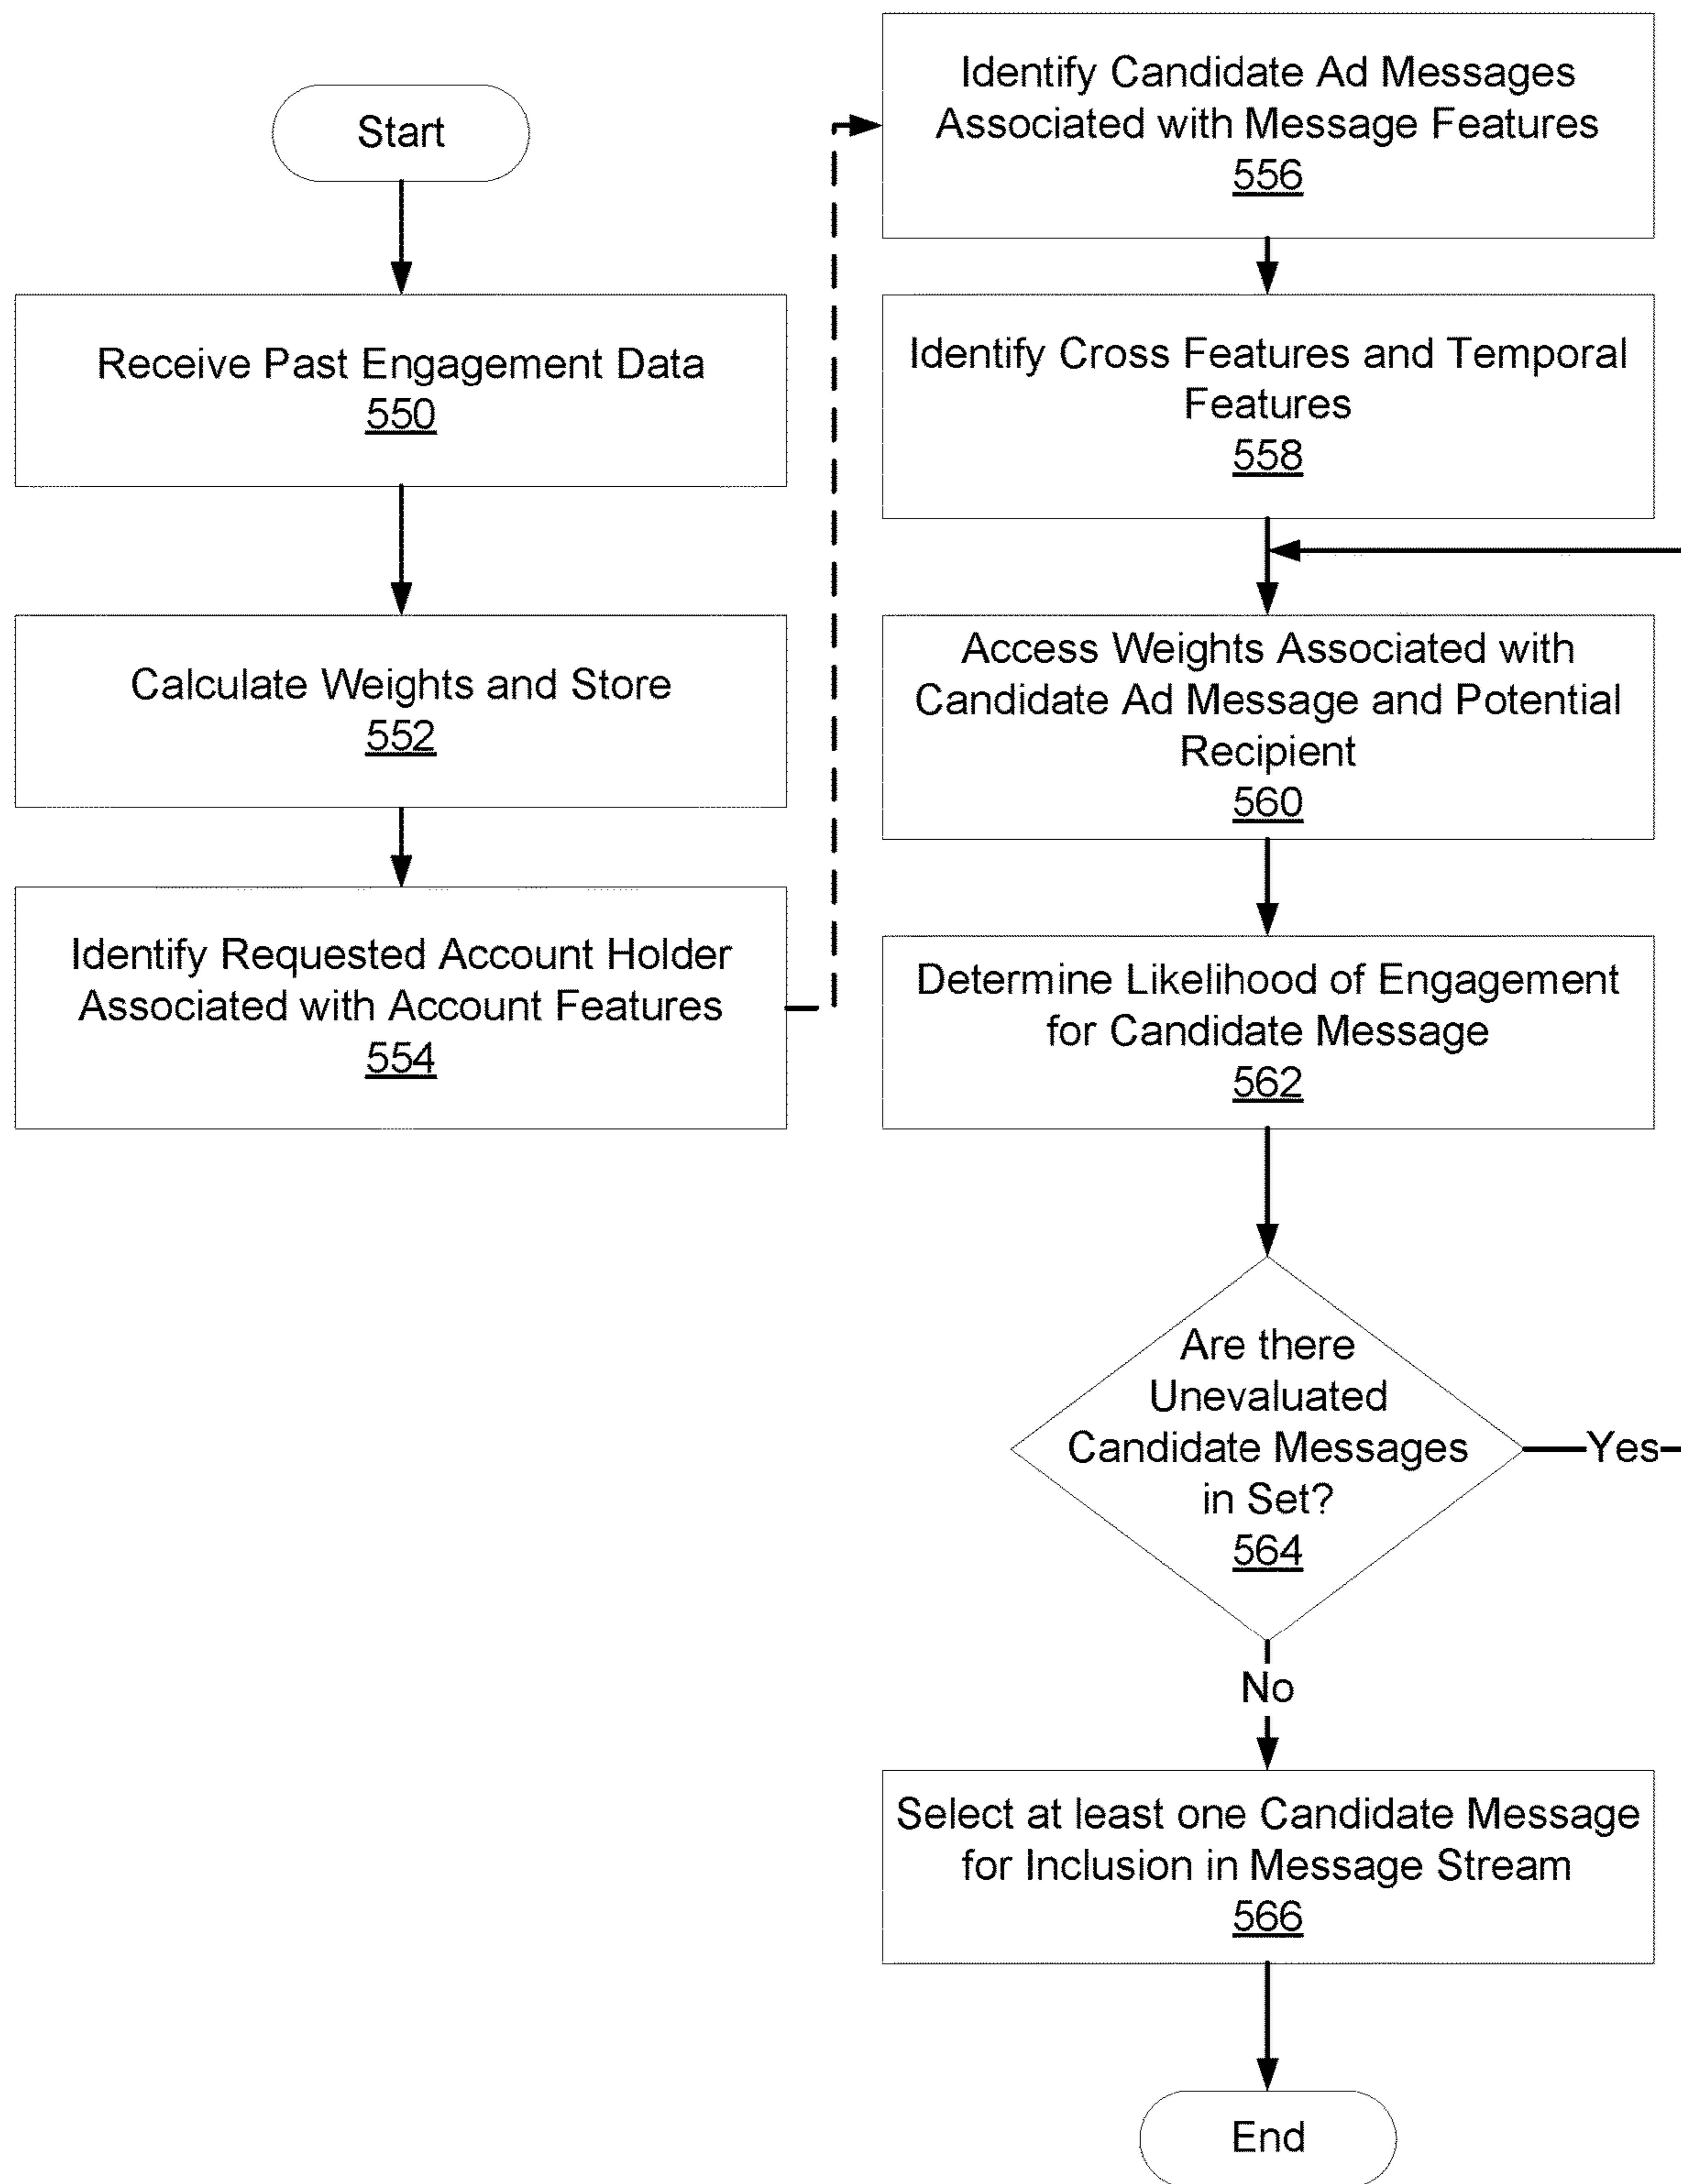 Start
Receive Past Engagement Data
550
Calculate Weights and Store
552
Identify Requested Account Holder
Associated with Account Features
554
Identify Candidate Ad Messages
Associated with Message Features
556
Identify Cross Features and Temporal
Features
558
Access Weights Associated with
Candidate Ad Message and Potential
Recipient
560
Determine Likelihood of Engagement
for Candidate Message
562
Are there
Unevaluated
Candidate Messages
in Set?
564
Yes
No
Select at least one Candidate Message
for Inclusion in Message Stream
566
End